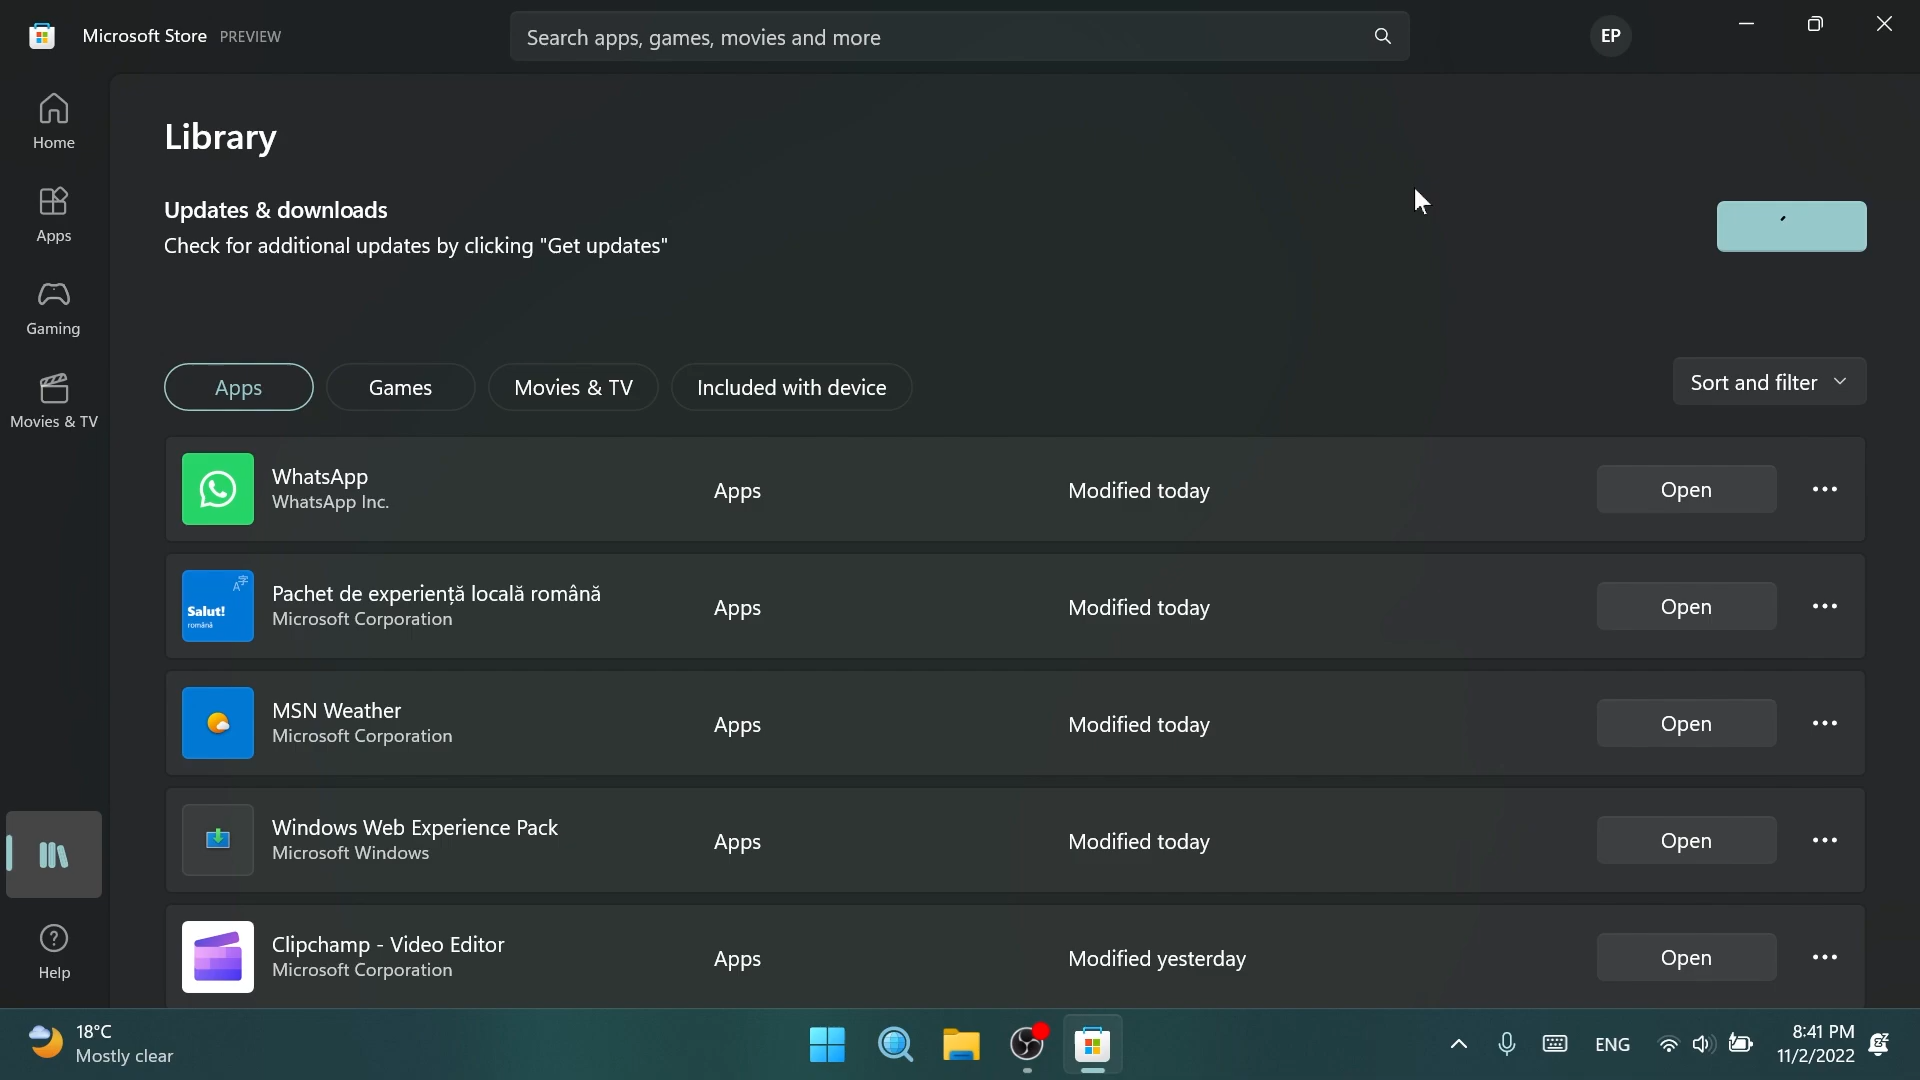 Microsoft Store PREVIEW
Search apps, games, movies and more
EP
Home
Apps
Gaming
Movies & TV
Help
Library
Updates & downloads
Check for additional updates by clicking "Get updates"
Apps
Games
Movies & TV
Included with device
Sort and filter
WhatsApp
WhatsApp Inc.
Apps
Modified today
Open
A字
Salut!
română
Pachet de experiență locală română
Microsoft Corporation
Apps
Modified today
Open
MSN Weather
Microsoft Corporation
Apps
Modified today
Open
Windows Web Experience Pack
Microsoft Windows
Apps
Modified today
Open
Clipchamp - Video Editor
Microsoft Corporation
Apps
Modified yesterday
Open
18°C
Mostly clear
ENG
8:41 PM
11/2/2022